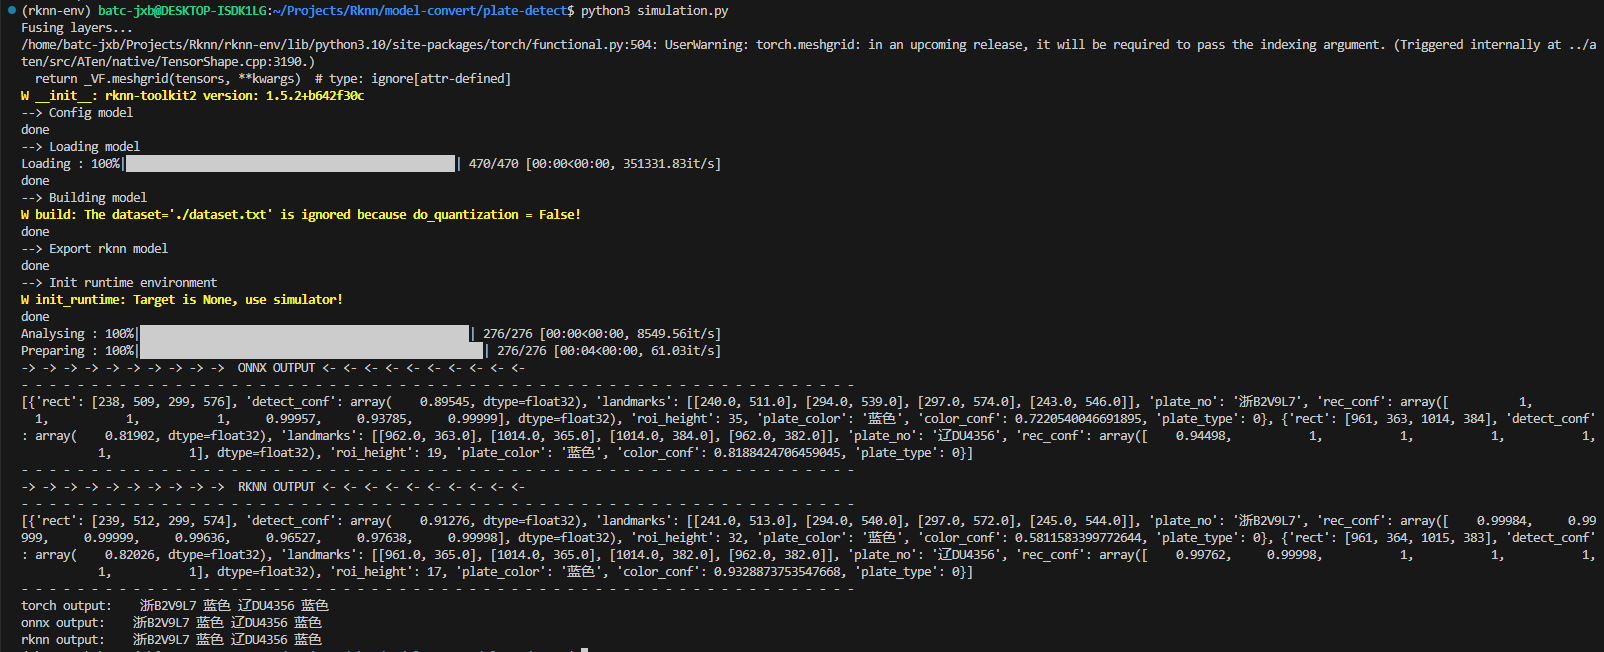 (rknn-env) batc-jxb@DESKTOP-ISDK1LG:~/Projects/Rknn/model-convert/plate-detect$ python3 simulation.py
Fusing layers...
/home/batc-jxb/Projects/Rknn/rknn-env/lib/python3.10/site-packages/torch/functional.py:504: UserWarning: torch.meshgrid: in an upcoming release, it will be required to pass the indexing argument. (Triggered internally at ../a
ten/src/ATen/native/TensorShape.cpp:3190.)
  return _VF.meshgrid(tensors, **kwargs)  # type: ignore[attr-defined]
W __init__: rknn-toolkit2 version: 1.5.2+b642f30c
--> Config model
done
--> Loading model
Loading : 100%| | 470/470 [00:00<00:00, 351331.83it/s]
done
--> Building model
W build: The dataset='./dataset.txt' is ignored because do_quantization = False!
done
--> Export rknn model
done
--> Init runtime environment
W init_runtime: Target is None, use simulator!
done
Analysing : 100%| | 276/276 [00:00<00:00, 8549.56it/s]
Preparing : 100%| | 276/276 [00:04<00:00, 61.03it/s]
-> -> -> -> -> -> -> -> -> ->  ONNX OUTPUT <- <- <- <- <- <- <- <- <- <-
- - - - - - - - - - - - - - - - - - - - - - - - - - - - - - - - - - - - - - - - - - - - - - - - - - - - - - - - - - - -
[{'rect': [238, 509, 299, 576], 'detect_conf': array(    0.89545, dtype=float32), 'landmarks': [[240.0, 511.0], [294.0, 539.0], [297.0, 574.0], [243.0, 546.0]], 'plate_no': '浙B2V9L7', 'rec_conf': array([          1,
          1,           1,           1,     0.99957,     0.93785,     0.99999], dtype=float32), 'roi_height': 35, 'plate_color': '蓝色', 'color_conf': 0.7220540046691895, 'plate_type': 0}, {'rect': [961, 363, 1014, 384], 'detect_conf'
: array(    0.81902, dtype=float32), 'landmarks': [[962.0, 363.0], [1014.0, 365.0], [1014.0, 384.0], [962.0, 382.0]], 'plate_no': '辽DU4356', 'rec_conf': array([    0.94498,           1,           1,           1,           1,
          1,           1], dtype=float32), 'roi_height': 19, 'plate_color': '蓝色', 'color_conf': 0.8188424706459045, 'plate_type': 0}]
- - - - - - - - - - - - - - - - - - - - - - - - - - - - - - - - - - - - - - - - - - - - - - - - - - - - - - - - - - - -
-> -> -> -> -> -> -> -> -> ->  RKNN OUTPUT <- <- <- <- <- <- <- <- <- <-
- - - - - - - - - - - - - - - - - - - - - - - - - - - - - - - - - - - - - - - - - - - - - - - - - - - - - - - - - - - -
[{'rect': [239, 512, 299, 574], 'detect_conf': array(    0.91276, dtype=float32), 'landmarks': [[241.0, 513.0], [294.0, 540.0], [297.0, 572.0], [245.0, 544.0]], 'plate_no': '浙B2V9L7', 'rec_conf': array([    0.99984,     0.99
999,     0.99999,     0.99636,     0.96527,     0.97638,     0.99998], dtype=float32), 'roi_height': 32, 'plate_color': '蓝色', 'color_conf': 0.5811583399772644, 'plate_type': 0}, {'rect': [961, 364, 1015, 383], 'detect_conf'
: array(    0.82026, dtype=float32), 'landmarks': [[961.0, 365.0], [1014.0, 365.0], [1014.0, 382.0], [962.0, 382.0]], 'plate_no': '辽DU4356', 'rec_conf': array([    0.99762,     0.99998,           1,           1,           1,
          1,           1], dtype=float32), 'roi_height': 17, 'plate_color': '蓝色', 'color_conf': 0.9328873753547668, 'plate_type': 0}]
- - - - - - - - - - - - - - - - - - - - - - - - - - - - - - - - - - - - - - - - - - - - - - - - - - - - - - - - - - - -
torch output:    浙B2V9L7 蓝色 辽DU4356 蓝色
onnx output:    浙B2V9L7 蓝色 辽DU4356 蓝色
rknn output:    浙B2V9L7 蓝色 辽DU4356 蓝色